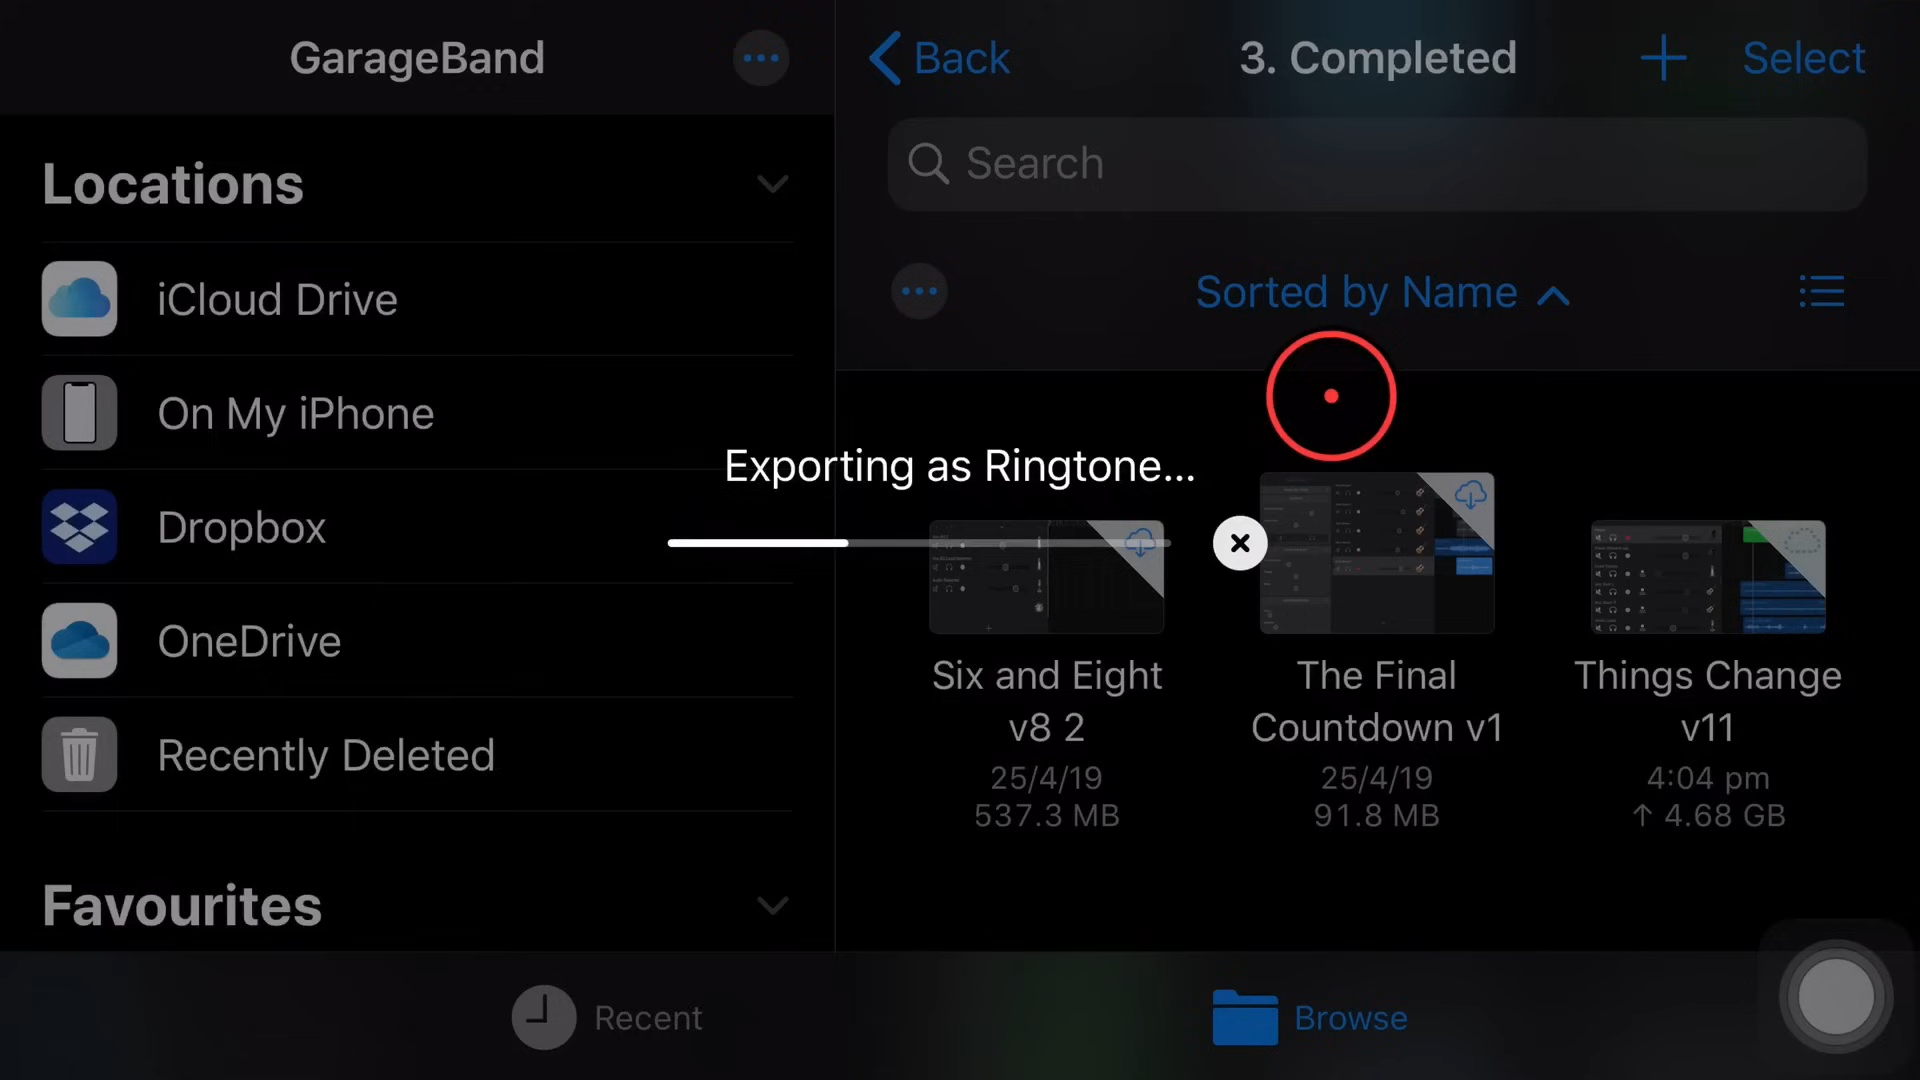 GarageBand
Back
3. Completed
Select
Search
Locations
Sorted by Name
iCloud Drive
On My iPhone
Exporting as Ringtone...
Dropbox
OneDrive
Six and Eight
v8 2
25/4/19
537.3 MB
The Final
Countdown v1
25/4/19
91.8 MB
Things Change
v11
4:04 pm
↑ 4.68 GB
Recently Deleted
Favourites
Recent
Browse